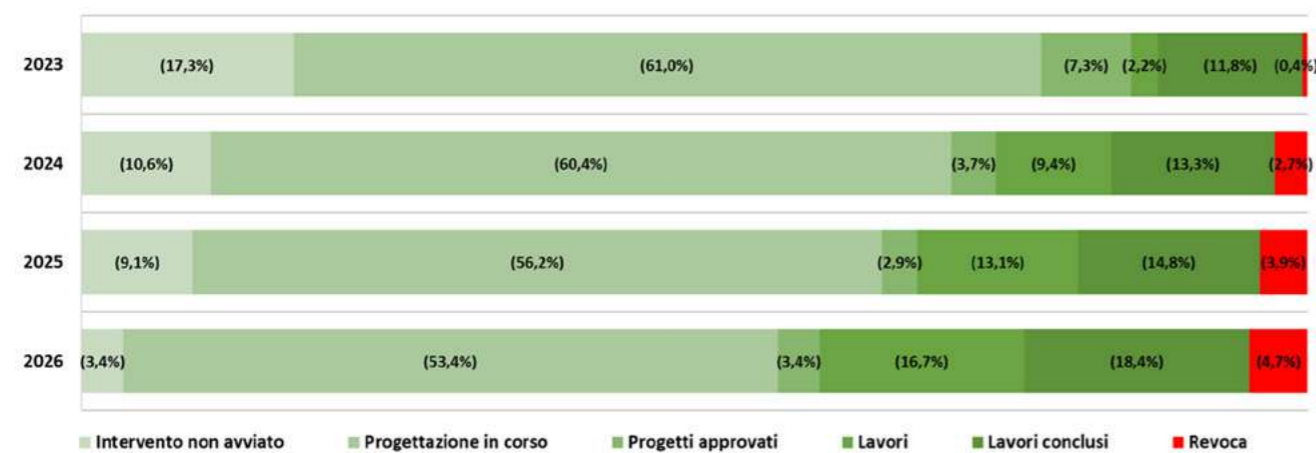 2023 (17,3%) (61,0%) (7,3%) (2,2%) (11,8%) (0,4%)
2024 (10,6%) (60,4%) (3,7%) (9,4%) (13,3%) (2,7%)
2025 (9,1%) (56,2%) (2,9%) (13,1%) (14,8%) (3,9%)
2026 (3,4%) (53,4%) (3,4%) (16,7%) (18,4%) (4,7%)
Intervento non avviato Progettazione in corso Progetti approvati Lavori Lavori conclusi Revoca